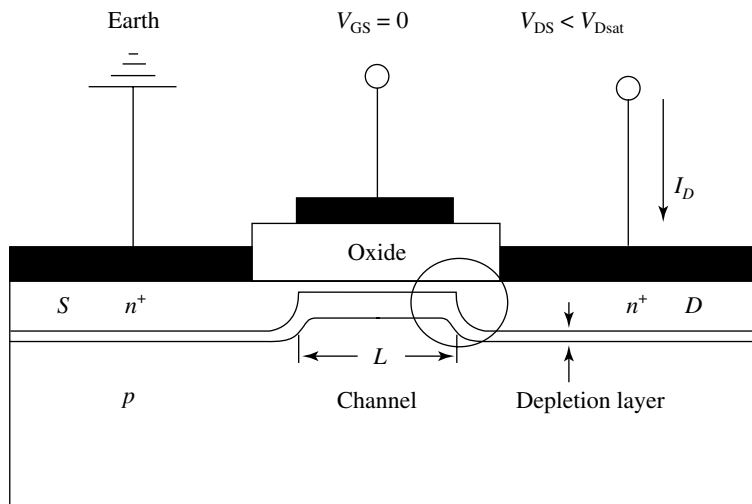 Earth
V_GS = 0
V_DS < V_Dsat
I_D
Oxide
S
n⁺
n⁺
D
L
p
Channel
Depletion layer